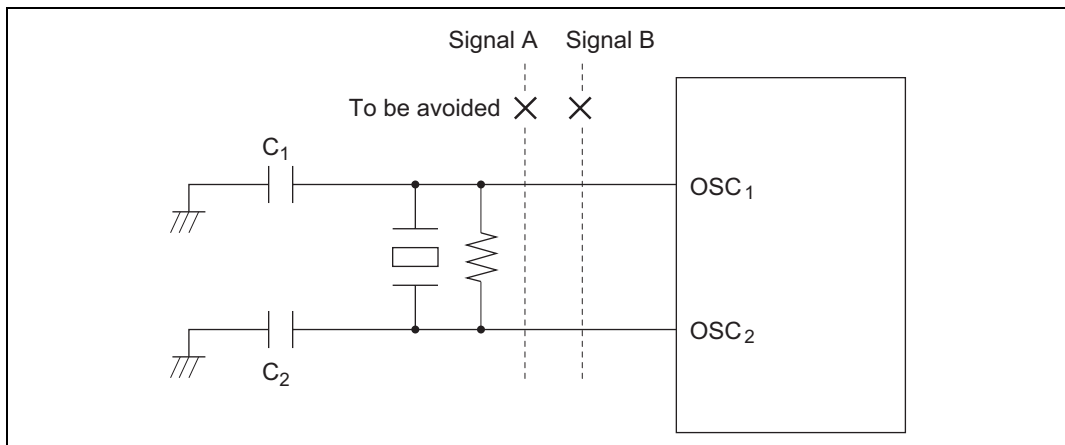 Signal A Signal B
To be avoided
C1
OSC1
OSC2
C2